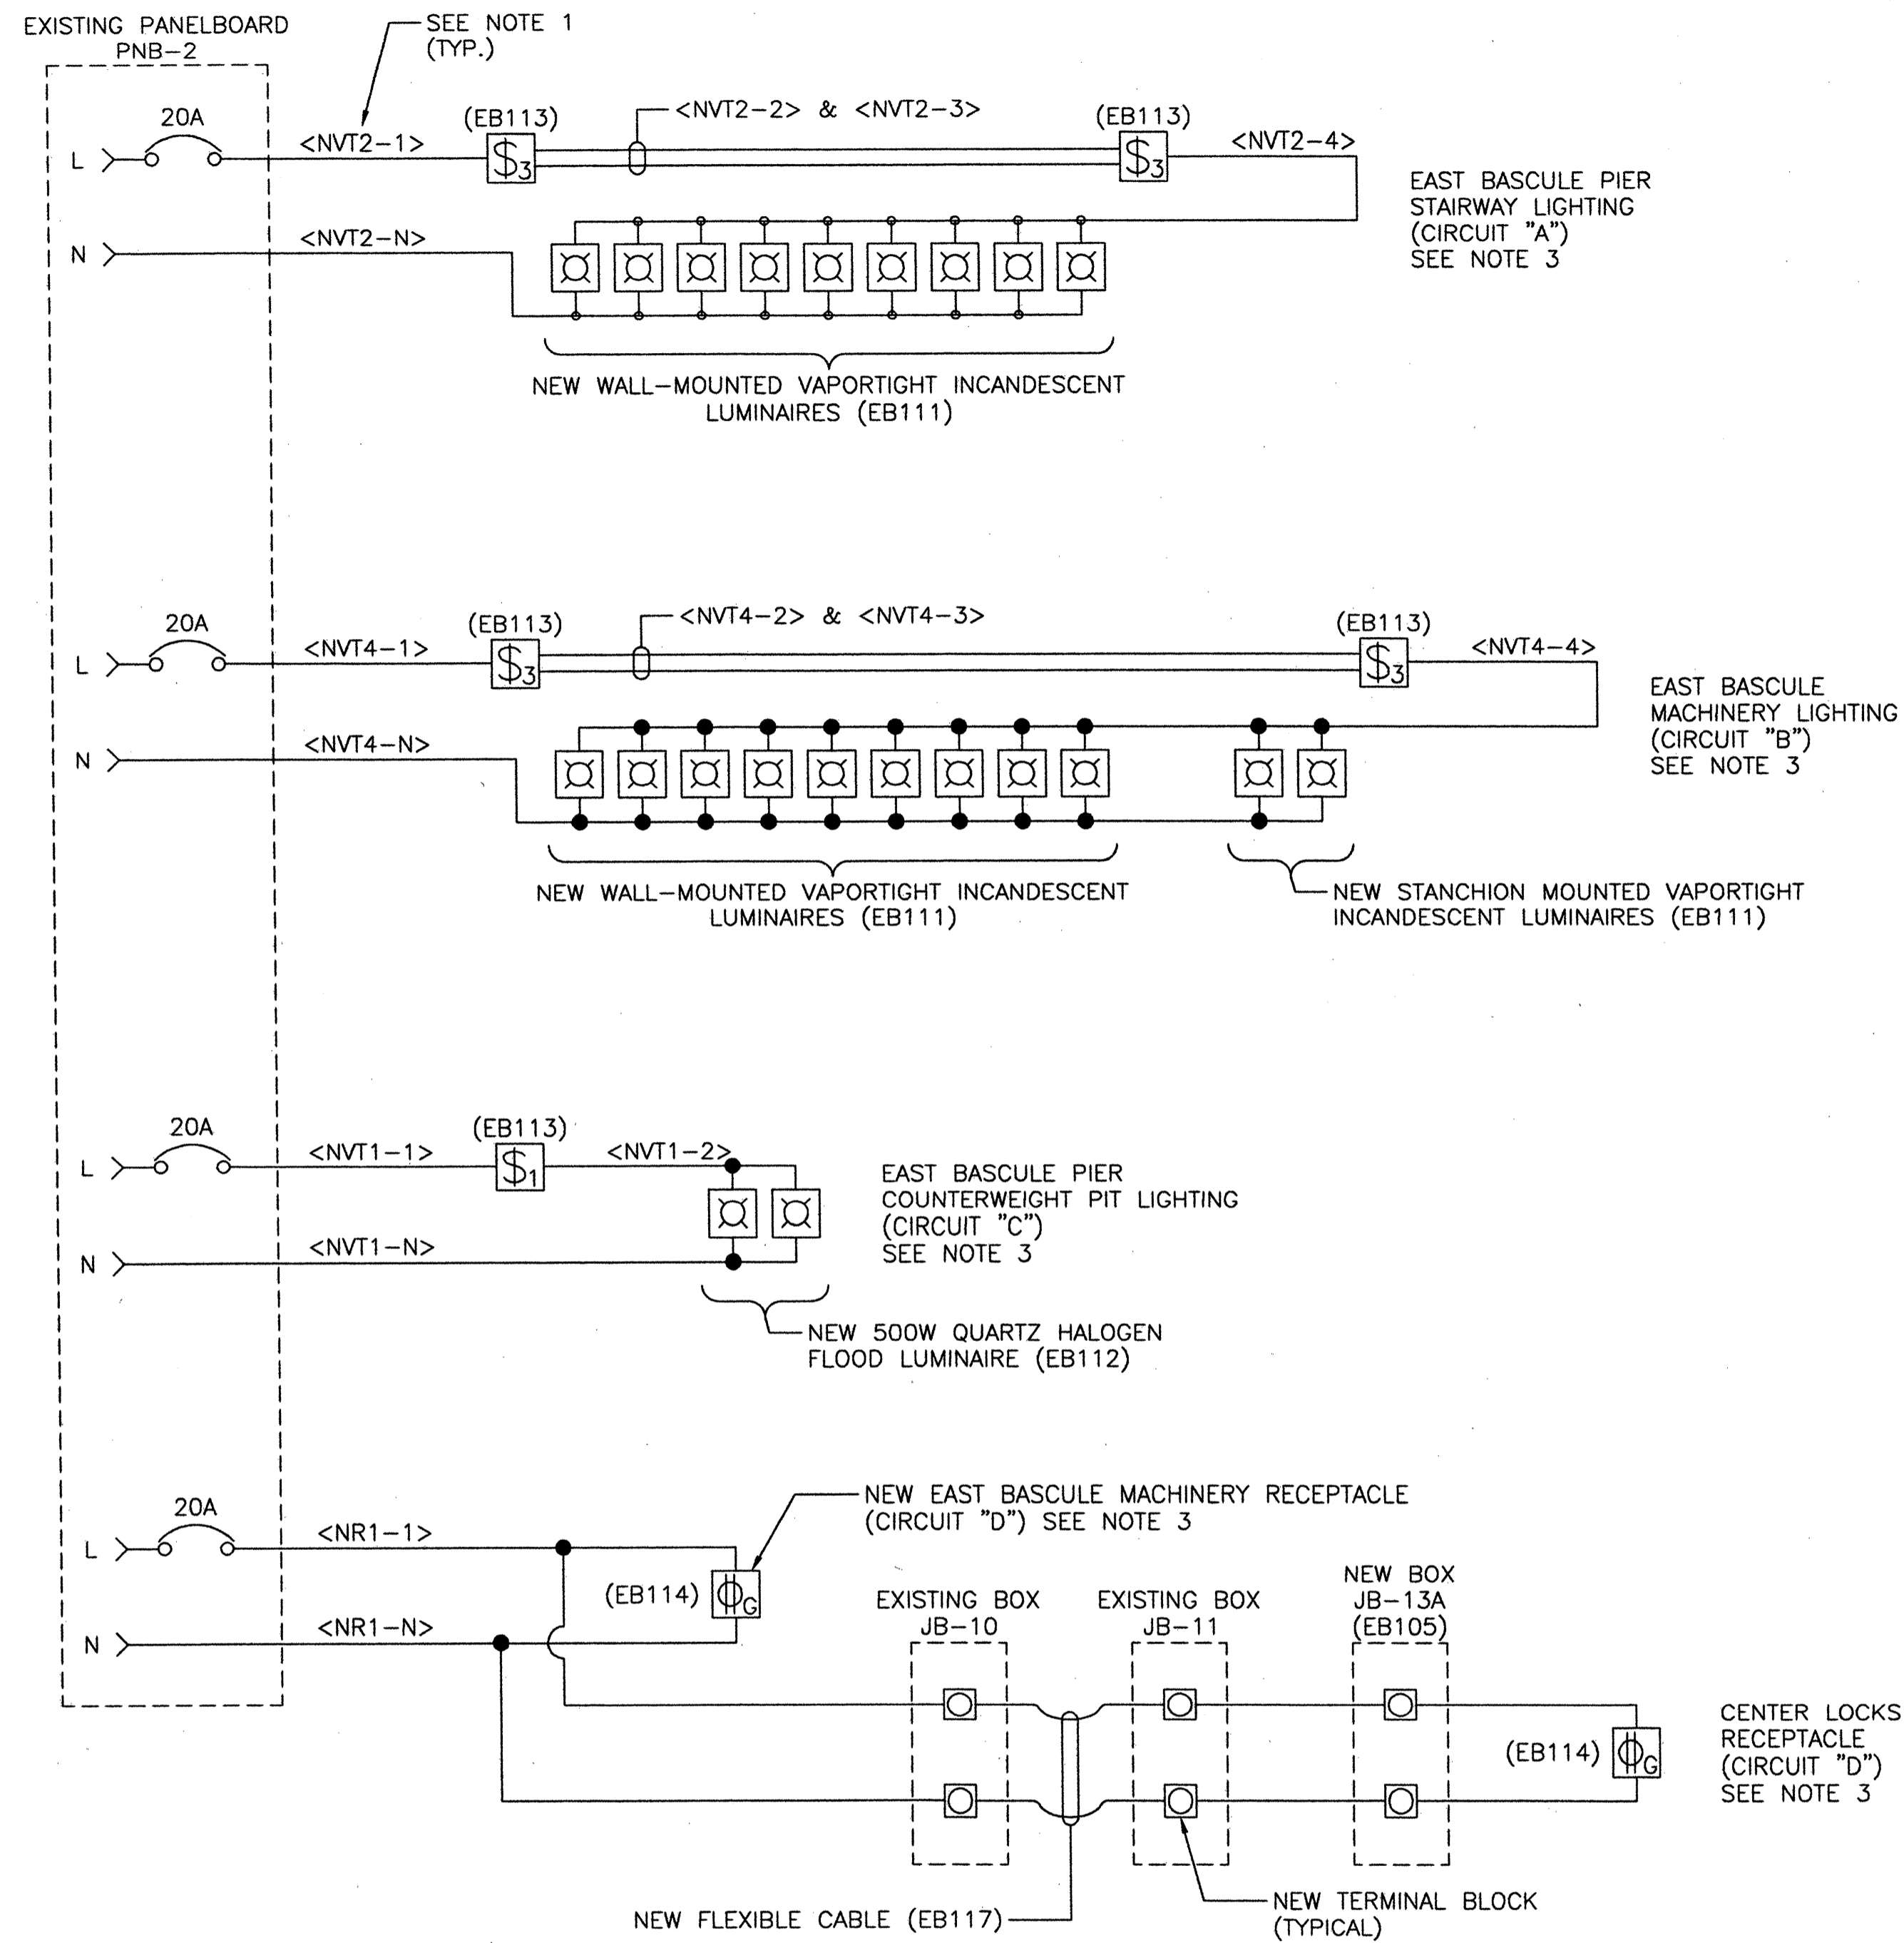 EXISTING PANELBOARD
PNB-2
SEE NOTE 1
(TYP.)
20A
L
<NVT2-1>
(EB113)
$3
<NVT2-2> & <NVT2-3>
(EB113)
$3
<NVT2-4>
N
<NVT2-N>
EAST BASCULE PIER
STAIRWAY LIGHTING
(CIRCUIT "A")
SEE NOTE 3
NEW WALL-MOUNTED VAPORTIGHT INCANDESCENT
LUMINAIRES (EB111)
20A
L
<NVT4-1>
(EB113)
$3
<NVT4-2> & <NVT4-3>
(EB113)
$3
<NVT4-4>
N
<NVT4-N>
EAST BASCULE
MACHINERY LIGHTING
(CIRCUIT "B")
SEE NOTE 3
NEW WALL-MOUNTED VAPORTIGHT INCANDESCENT
LUMINAIRES (EB111)
NEW STANCHION MOUNTED VAPORTIGHT
INCANDESCENT LUMINAIRES (EB111)
20A
L
<NVT1-1>
(EB113)
$1
<NVT1-2>
N
<NVT1-N>
EAST BASCULE PIER
COUNTERWEIGHT PIT LIGHTING
(CIRCUIT "C")
SEE NOTE 3
NEW 500W QUARTZ HALOGEN
FLOOD LUMINAIRE (EB112)
20A
L
<NR1-1>
N
<NR1-N>
NEW EAST BASCULE MACHINERY RECEPTACLE
(CIRCUIT "D") SEE NOTE 3
(EB114)
G
EXISTING BOX
JB-10
EXISTING BOX
JB-11
NEW BOX
JB-13A
(EB105)
(EB114)
G
CENTER LOCKS
RECEPTACLE
(CIRCUIT "D")
SEE NOTE 3
NEW FLEXIBLE CABLE (EB117)
NEW TERMINAL BLOCK
(TYPICAL)